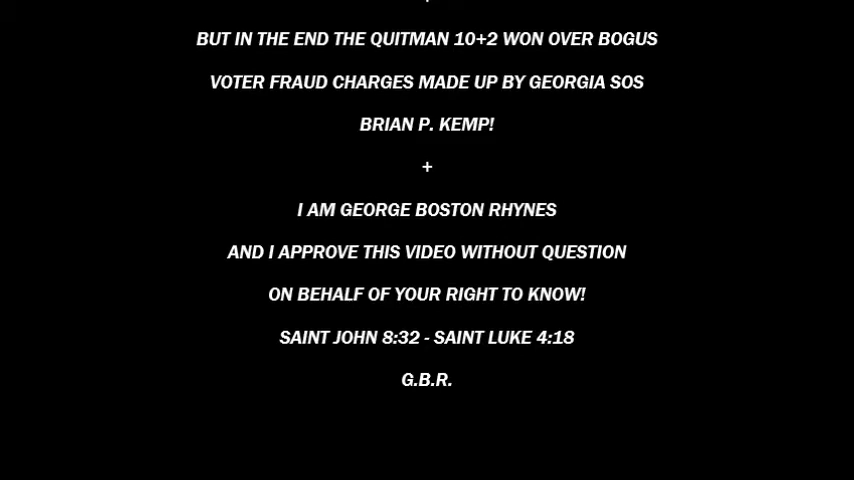 BUT IN THE END THE QUITMAN 10+2 WON OVER BOGUS
VOTER FRAUD CHARGES MADE UP BY GEORGIA SOS
BRIAN P. KEMP!
+
I AM GEORGE BOSTON RHYNES
AND I APPROVE THIS VIDEO WITHOUT QUESTION
ON BEHALF OF YOUR RIGHT TO KNOW!
SAINT JOHN 8:32 - SAINT LUKE 4:18
G.B.R.